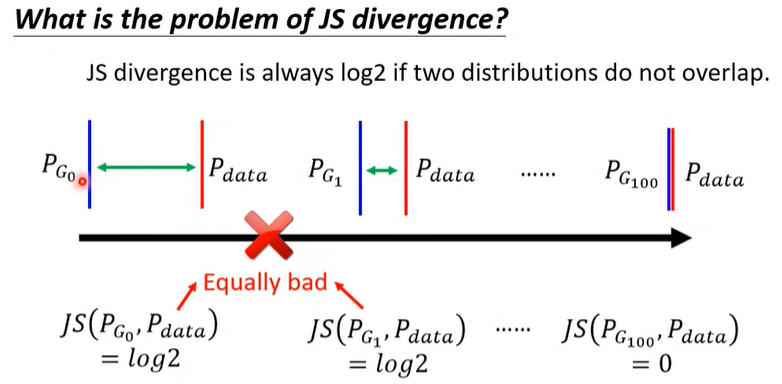 What is the problem of JS divergence?
JS divergence is always log2 if two distributions do not overlap.
P_{G_0} P_{data} P_{G_1} P_{data} …… P_{G_{100}} P_{data}
Equally bad
JS(P_{G_0}, P_{data}) JS(P_{G_1}, P_{data}) …… JS(P_{G_{100}}, P_{data})
= log2 = log2 = 0